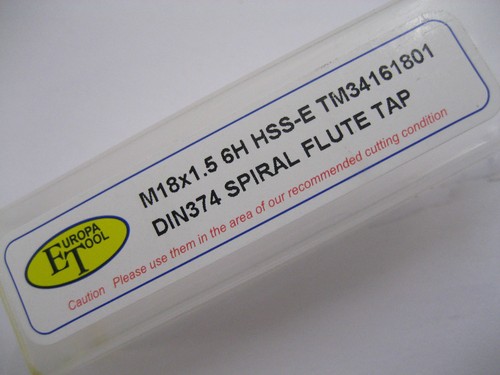 EUROPA
TOOL
M18x1.5 6H HSS-E TM34161801
DIN374 SPIRAL FLUTE TAP
Caution Please use them in the area of our recommended cutting condition